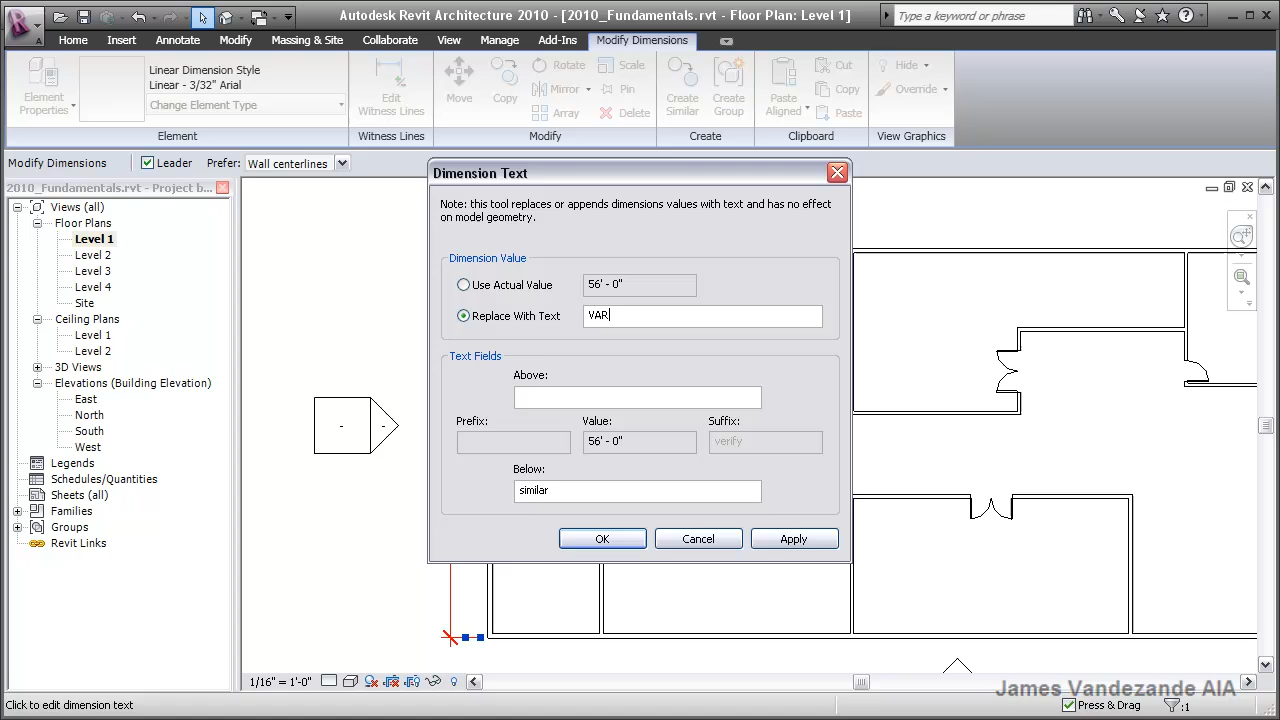 Autodesk Revit Architecture 2010 - [2010_Fundamentals.rvt - Floor Plan: Level 1]
Type a keyword or phrase
Home Insert Annotate Modify Massing & Site Collaborate View Manage Add-Ins Modify Dimensions
Element Properties
Linear Dimension Style
Linear - 3/32" Arial
Change Element Type
Edit Witness Lines
Move
Copy
Rotate
Mirror
Array
Scale
Pin
Delete
Create Similar
Create Group
Paste Aligned
Cut
Copy
Paste
Hide
Override
Element Witness Lines Modify Create Clipboard View Graphics
Modify Dimensions Leader Prefer: Wall centerlines
2010_Fundamentals.rvt - Project b...
Views (all)
Floor Plans
Level 1
Level 2
Level 3
Level 4
Site
Ceiling Plans
Level 1
Level 2
3D Views
Elevations (Building Elevation)
East
North
South
West
Legends
Schedules/Quantities
Sheets (all)
Families
Groups
Revit Links
Dimension Text
Note: this tool replaces or appends dimensions values with text and has no effect
on model geometry.
Dimension Value
Use Actual Value 56' - 0"
Replace With Text VAR
Text Fields
Above:
Prefix: Value: Suffix:
56' - 0" verify
Below:
similar
OK Cancel Apply
1/16" = 1'-0"
James Vandezande AIA
Click to edit dimension text
Press & Drag :1